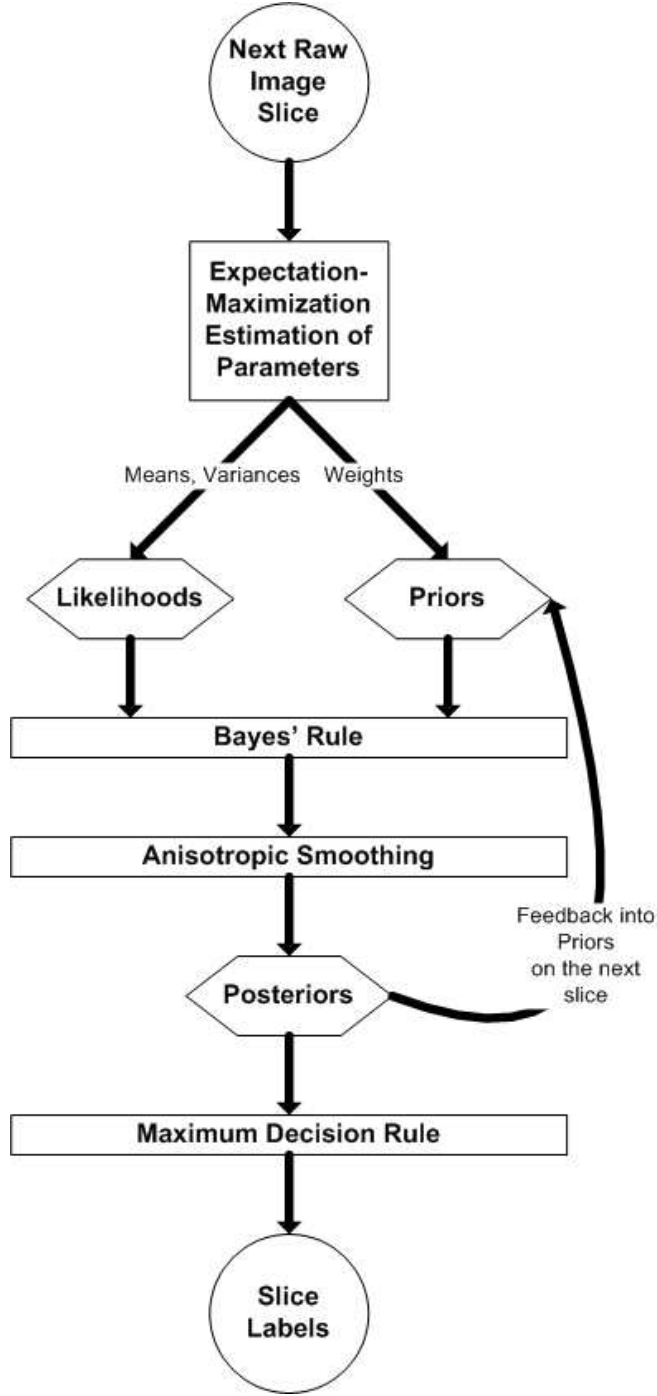 Next Raw
Image
Slice
Expectation-
Maximization
Estimation of
Parameters
Means, Variances
Weights
Likelihoods
Priors
Bayes’ Rule
Anisotropic Smoothing
Feedback into
Priors
on the next
slice
Posteriors
Maximum Decision Rule
Slice
Labels